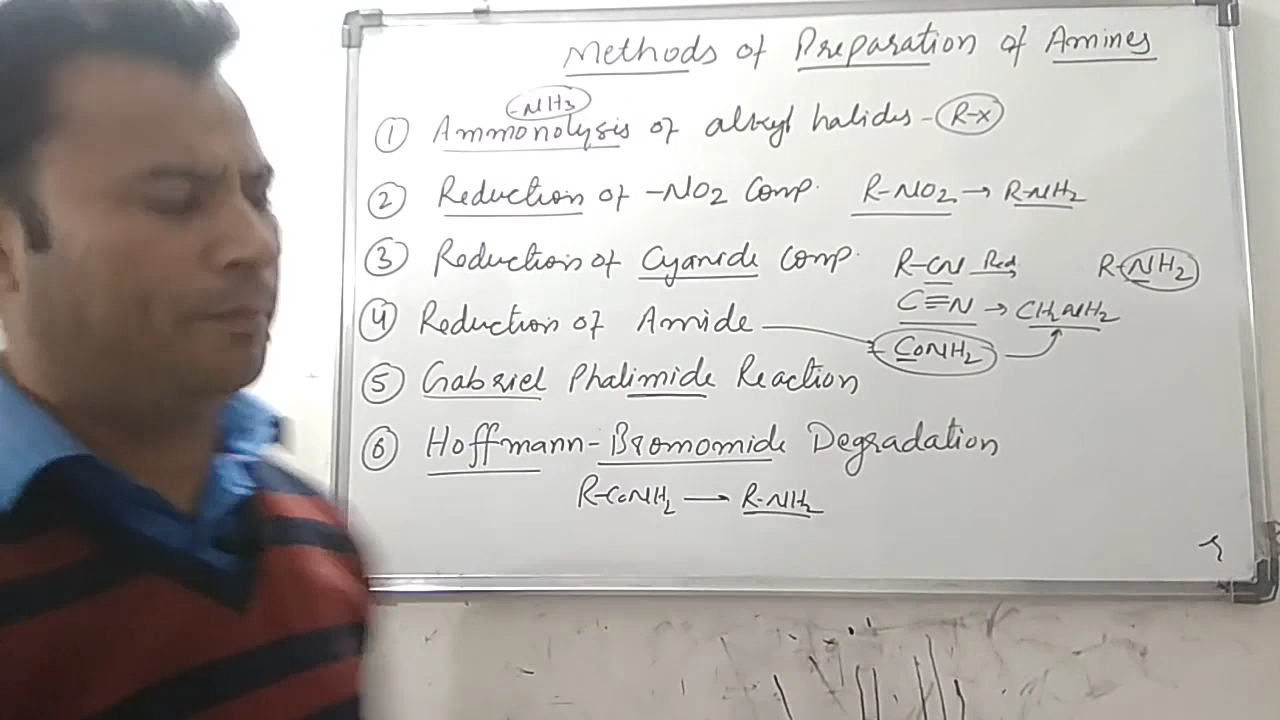 Methods of Preparation of Amines
-NH3
① Ammonolysis of alkyl halides - R-X
② Reduction of -NO2 Comp. R-NO2 → R-NH2
③ Reduction of Cyanide Comp. R-CN Red → R-NH2
C≡N → CH2NH2
④ Reduction of Amide
CONH2
⑤ Gabriel Phalimide Reaction
⑥ Hoffmann-Bromomide Degradation
R-CONH2 → R-NH2